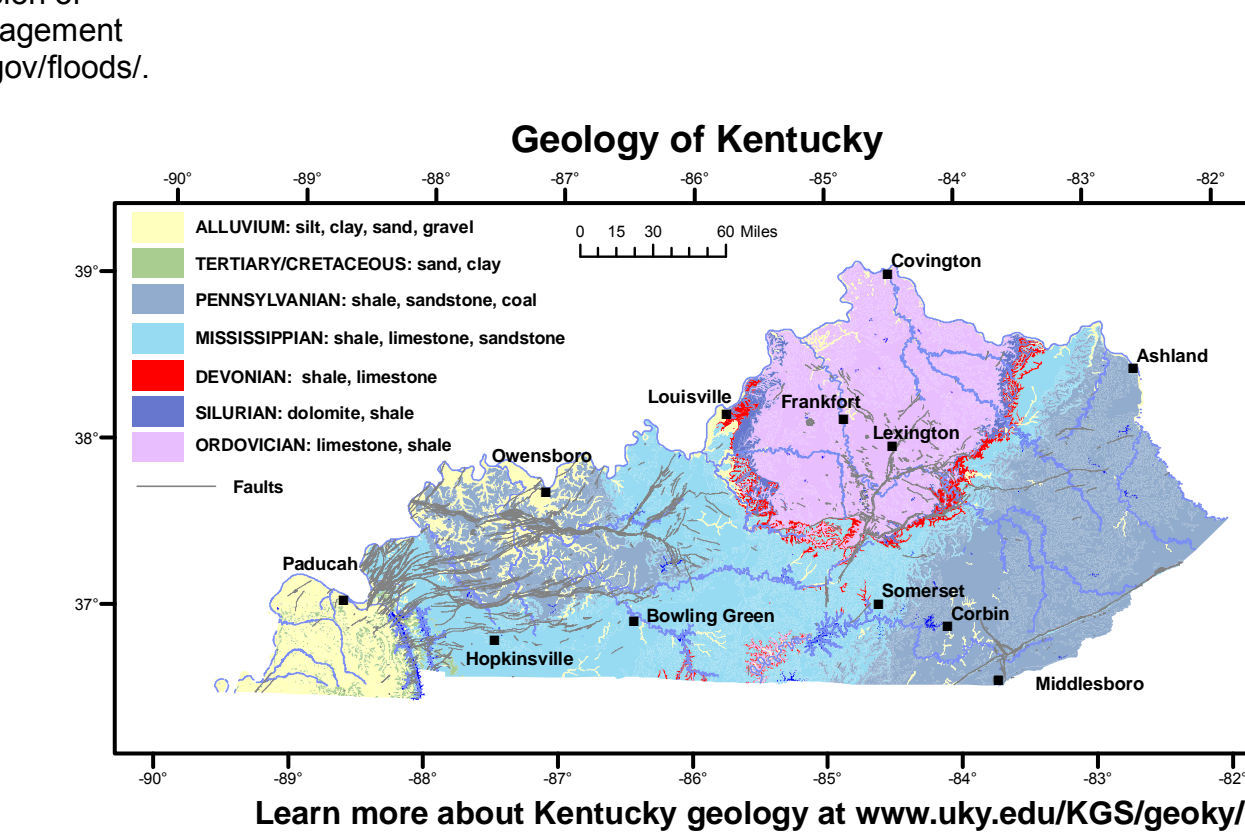 agement
gov/floods/.
Geology of Kentucky
-90° -89° -88° -87° -86° -85° -84° -83° -82°
0 15 30 60 Miles
ALLUVIUM: silt, clay, sand, gravel
TERTIARY/CRETACEOUS: sand, clay
PENNSYLVANIAN: shale, sandstone, coal
MISSISSIPPIAN: shale, limestone, sandstone
DEVONIAN: shale, limestone
SILURIAN: dolomite, shale
ORDOVICIAN: limestone, shale
Faults
39°
38°
37°
Covington
Ashland
Louisville
Frankfort
Lexington
Owensboro
Paducah
Somerset
Corbin
Bowling Green
Hopkinsville
Middlesboro
-90° -89° -88° -87° -86° -85° -84° -83° -82°
Learn more about Kentucky geology at www.uky.edu/KGS/geoky/